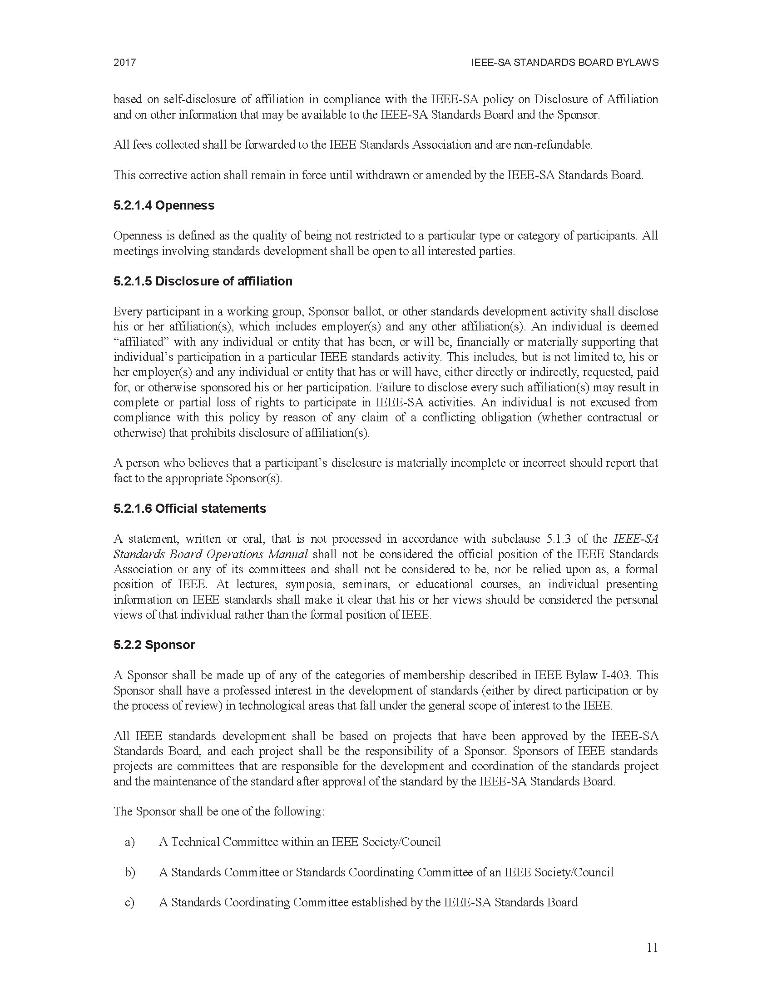 2017 IEEE-SA STANDARDS BOARD BYLAWS
based on self-disclosure of affiliation in compliance with the IEEE-SA policy on Disclosure of Affiliation
and on other information that may be available to the IEEE-SA Standards Board and the Sponsor.
All fees collected shall be forwarded to the IEEE Standards Association and are non-refundable.
This corrective action shall remain in force until withdrawn or amended by the IEEE-SA Standards Board.
5.2.1.4 Openness
Openness is defined as the quality of being not restricted to a particular type or category of participants. All
meetings involving standards development shall be open to all interested parties.
5.2.1.5 Disclosure of affiliation
Every participant in a working group, Sponsor ballot, or other standards development activity shall disclose
his or her affiliation(s), which includes employer(s) and any other affiliation(s). An individual is deemed
“affiliated” with any individual or entity that has been, or will be, financially or materially supporting that
individual’s participation in a particular IEEE standards activity. This includes, but is not limited to, his or
her employer(s) and any individual or entity that has or will have, either directly or indirectly, requested, paid
for, or otherwise sponsored his or her participation. Failure to disclose every such affiliation(s) may result in
complete or partial loss of rights to participate in IEEE-SA activities. An individual is not excused from
compliance with this policy by reason of any claim of a conflicting obligation (whether contractual or
otherwise) that prohibits disclosure of affiliation(s).
A person who believes that a participant’s disclosure is materially incomplete or incorrect should report that
fact to the appropriate Sponsor(s).
5.2.1.6 Official statements
A statement, written or oral, that is not processed in accordance with subclause 5.1.3 of the IEEE-SA
Standards Board Operations Manual shall not be considered the official position of the IEEE Standards
Association or any of its committees and shall not be considered to be, nor be relied upon as, a formal
position of IEEE. At lectures, symposia, seminars, or educational courses, an individual presenting
information on IEEE standards shall make it clear that his or her views should be considered the personal
views of that individual rather than the formal position of IEEE.
5.2.2 Sponsor
A Sponsor shall be made up of any of the categories of membership described in IEEE Bylaw I-403. This
Sponsor shall have a professed interest in the development of standards (either by direct participation or by
the process of review) in technological areas that fall under the general scope of interest to the IEEE.
All IEEE standards development shall be based on projects that have been approved by the IEEE-SA
Standards Board, and each project shall be the responsibility of a Sponsor. Sponsors of IEEE standards
projects are committees that are responsible for the development and coordination of the standards project
and the maintenance of the standard after approval of the standard by the IEEE-SA Standards Board.
The Sponsor shall be one of the following:
a) A Technical Committee within an IEEE Society/Council
b) A Standards Committee or Standards Coordinating Committee of an IEEE Society/Council
c) A Standards Coordinating Committee established by the IEEE-SA Standards Board
11